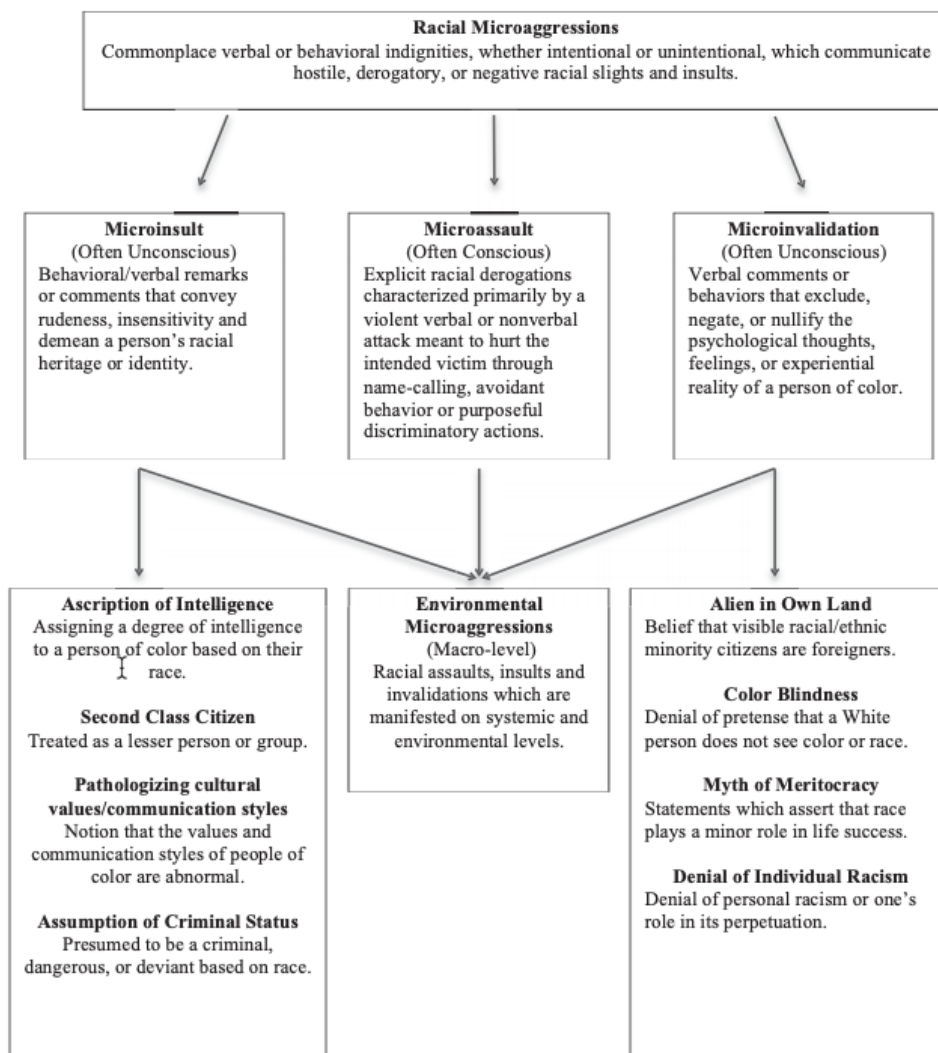 Racial Microaggressions
Commonplace verbal or behavioral indignities, whether intentional or unintentional, which communicate
hostile, derogatory, or negative racial slights and insults.
Microinsult
(Often Unconscious)
Behavioral/verbal remarks
or comments that convey
rudeness, insensitivity and
demean a person's racial
heritage or identity.
Microassault
(Often Conscious)
Explicit racial derogations
characterized primarily by a
violent verbal or nonverbal
attack meant to hurt the
intended victim through
name-calling, avoidant
behavior or purposeful
discriminatory actions.
Microinvalidation
(Often Unconscious)
Verbal comments or
behaviors that exclude,
negate, or nullify the
psychological thoughts,
feelings, or experiential
reality of a person of color.
Ascription of Intelligence
Assigning a degree of intelligence
to a person of color based on their
race.
Second Class Citizen
Treated as a lesser person or group.
Pathologizing cultural
values/communication styles
Notion that the values and
communication styles of people of
color are abnormal.
Assumption of Criminal Status
Presumed to be a criminal,
dangerous, or deviant based on race.
Environmental
Microaggressions
(Macro-level)
Racial assaults, insults and
invalidations which are
manifested on systemic and
environmental levels.
Alien in Own Land
Belief that visible racial/ethnic
minority citizens are foreigners.
Color Blindness
Denial of pretense that a White
person does not see color or race.
Myth of Meritocracy
Statements which assert that race
plays a minor role in life success.
Denial of Individual Racism
Denial of personal racism or one's
role in its perpetuation.